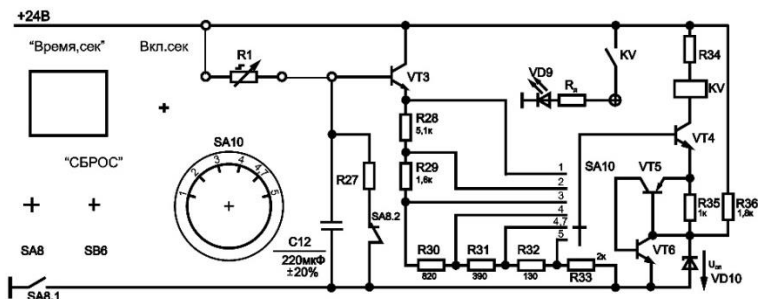 +24В
"Время,сек"
Вкл.сек
R1
VT3
VD9
Rд
KV
R34
KV
VT4
R28
5,1к
R29
1,6к
"СБРОС"
SA10
1
2
3
4
4,7
5
R27
SA8.2
1
2
3
4
4,7
5
SA10
VT5
R35
1к
R36
1,8к
VT6
SA8
SB6
C12
220мкФ
±20%
R30
820
R31
390
R32
130
R33
2к
Uоп
VD10
SA8.1